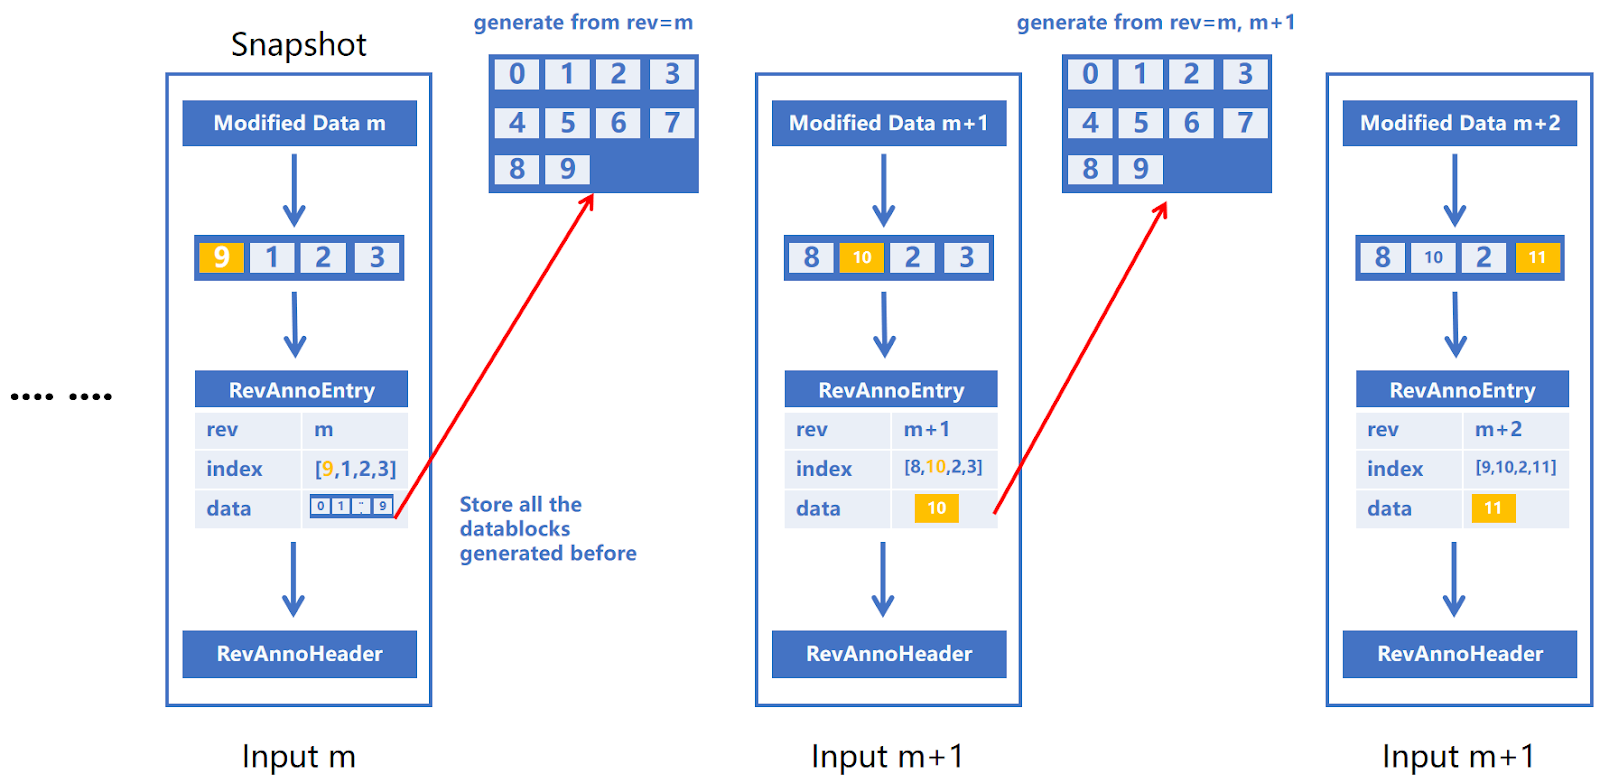 Snapshot
Modified Data m
9 1 2 3
RevAnnoEntry
rev m
index [9,1,2,3]
data 0 1 .. 9
RevAnnoHeader
Input m
.... ....
generate from rev=m
0 1 2 3
4 5 6 7
8 9
Store all the
datablocks
generated before
Modified Data m+1
8 10 2 3
RevAnnoEntry
rev m+1
index [8,10,2,3]
data 10
RevAnnoHeader
Input m+1
generate from rev=m, m+1
0 1 2 3
4 5 6 7
8 9
Modified Data m+2
8 10 2 11
RevAnnoEntry
rev m+2
index [9,10,2,11]
data 11
RevAnnoHeader
Input m+1